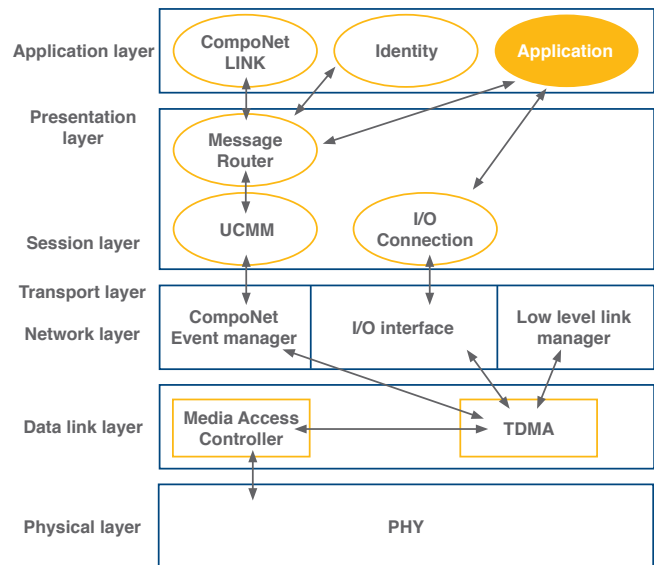 Application layer
CompoNet
LINK
Identity
Application
Presentation
layer
Message
Router
Session layer
UCMM
I/O
Connection
Transport layer
Network layer
CompoNet
Event manager
I/O interface
Low level link
manager
Data link layer
Media Access
Controller
TDMA
Physical layer
PHY